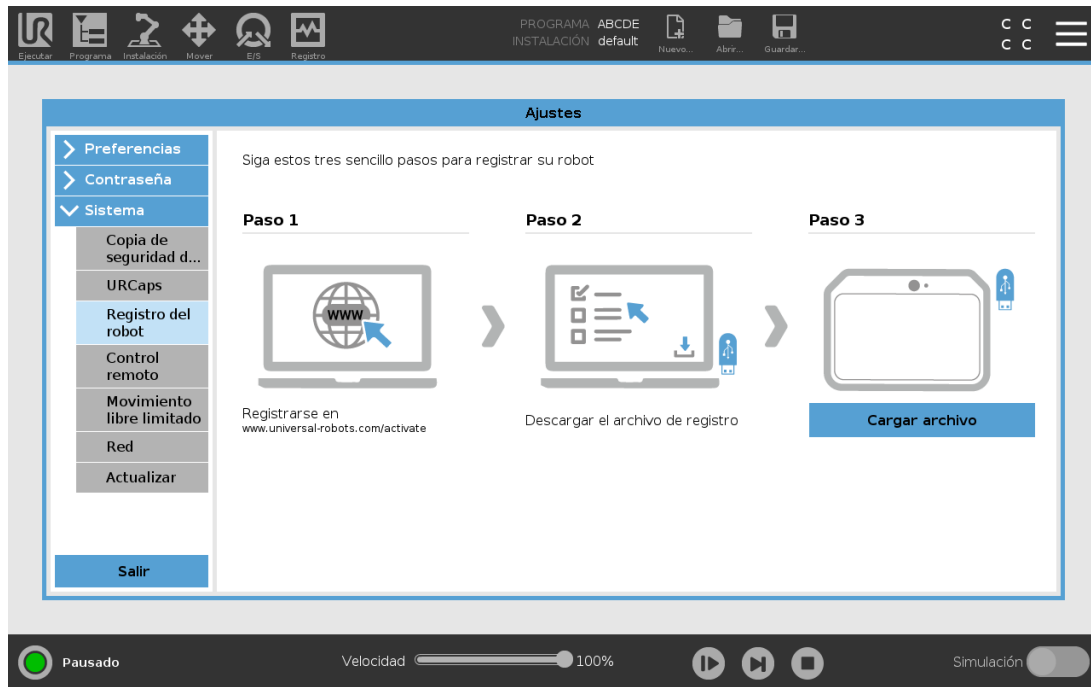 PROGRAMA ABCDE
INSTALACIÓN default
Ejecutar
Programa
Instalación
Mover
E/S
Registro
Nuevo...
Abrir...
Guardar...
C C
C C
Ajustes
Preferencias
Contraseña
Sistema
Copia de
seguridad d...
URCaps
Registro del
robot
Control
remoto
Movimiento
libre limitado
Red
Actualizar
Salir
Siga estos tres sencillo pasos para registrar su robot
Paso 1
www
Registrarse en
www.universal-robots.com/activate
Paso 2
Descargar el archivo de registro
Paso 3
Cargar archivo
Pausado
Velocidad
100%
Simulación